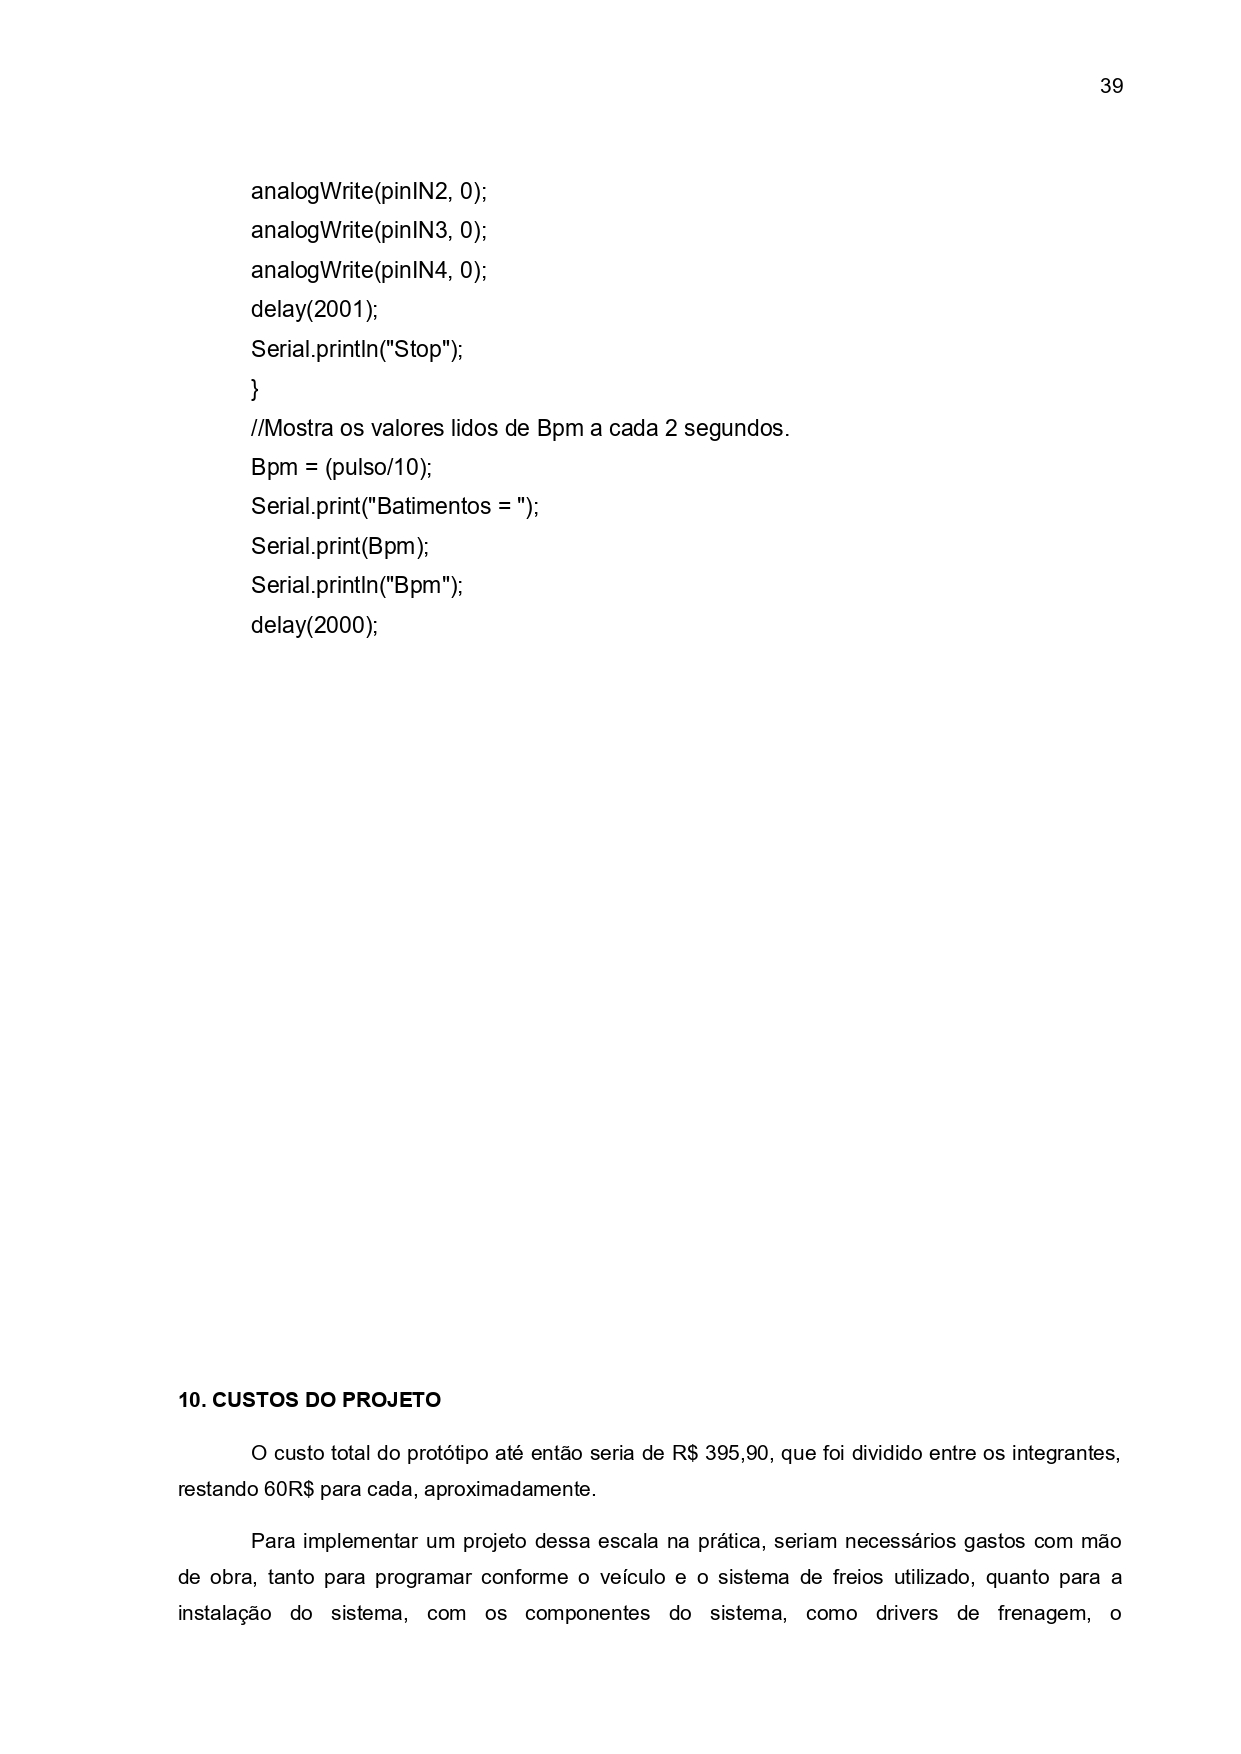 39
analogWrite(pinIN2, 0);
analogWrite(pinIN3, 0);
analogWrite(pinIN4, 0);
delay(2001);
Serial.println("Stop");
}
//Mostra os valores lidos de Bpm a cada 2 segundos.
Bpm = (pulso/10);
Serial.print("Batimentos = ");
Serial.print(Bpm);
Serial.println("Bpm");
delay(2000);
10. CUSTOS DO PROJETO
O custo total do protótipo até então seria de R$ 395,90, que foi dividido entre os integrantes,
restando 60R$ para cada, aproximadamente.
Para implementar um projeto dessa escala na prática, seriam necessários gastos com mão
de obra, tanto para programar conforme o veículo e o sistema de freios utilizado, quanto para a
instalação do sistema, com os componentes do sistema, como drivers de frenagem, o